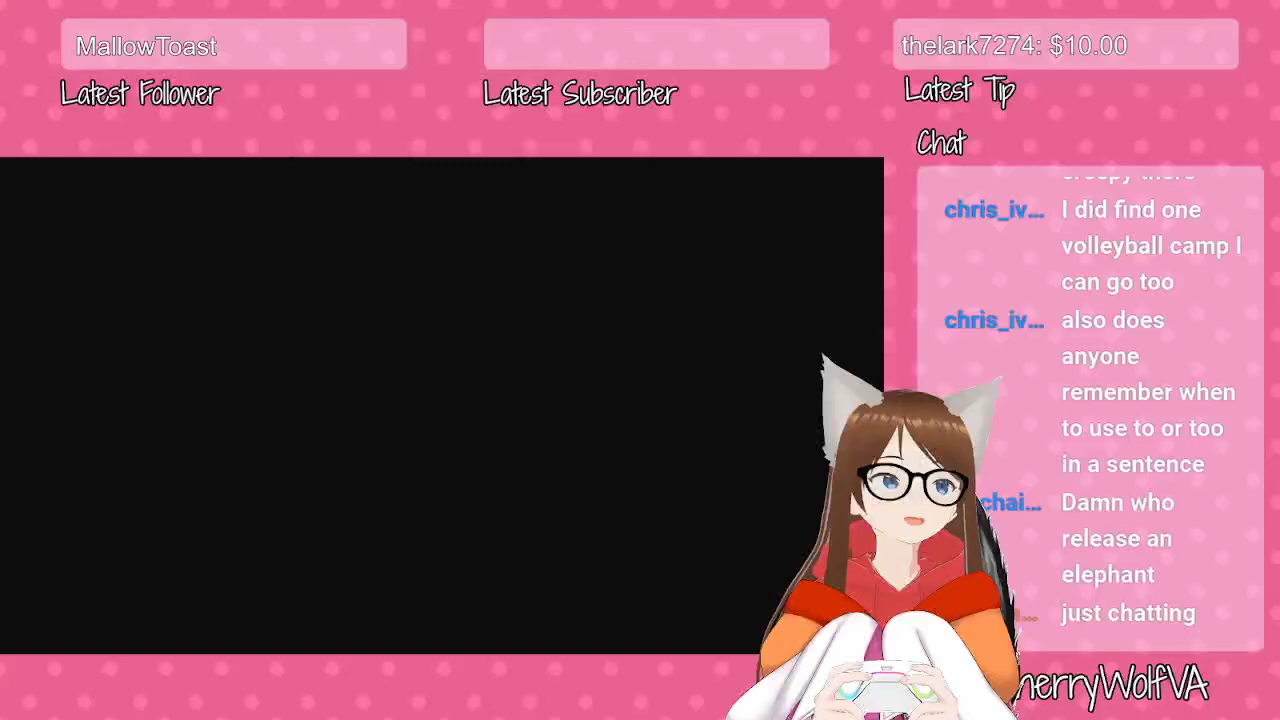 MallowToast
thelark7274: $10.00
Latest Follower
Latest Subscriber
Latest Tip
Chat
chris_iv... I did find one
volleyball camp I
can go too
chris_iv... also does
anyone
remember when
to use to or too
in a sentence
chai... Damn who
release an
elephant
just chatting
herryWolfVA